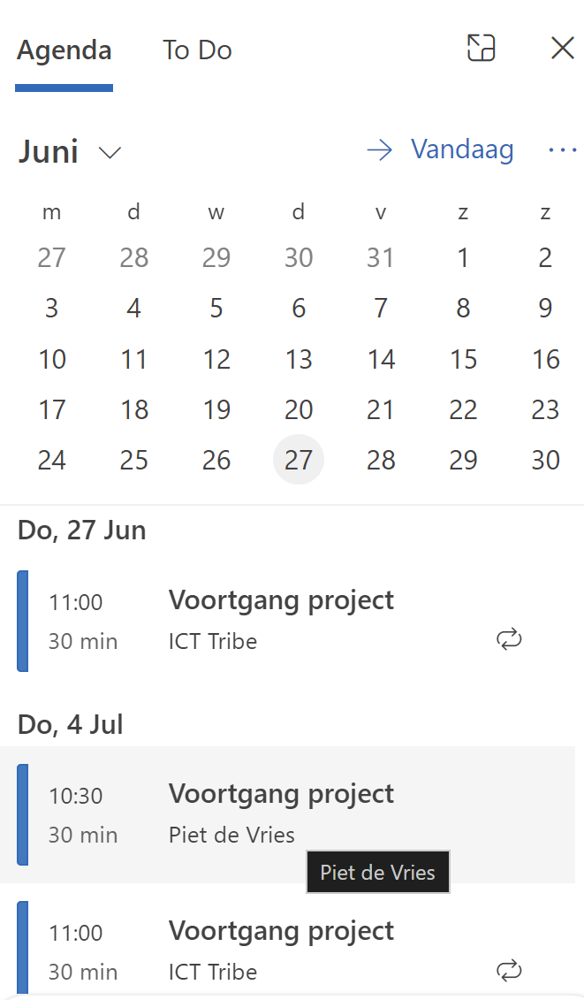 Agenda To Do
Juni Vandaag ...
m d w d v z z
27 28 29 30 31 1 2
3 4 5 6 7 8 9
10 11 12 13 14 15 16
17 18 19 20 21 22 23
24 25 26 27 28 29 30
Do, 27 Jun
11:00 Voortgang project
30 min ICT Tribe
Do, 4 Jul
10:30 Voortgang project
30 min Piet de Vries
Piet de Vries
11:00 Voortgang project
30 min ICT Tribe